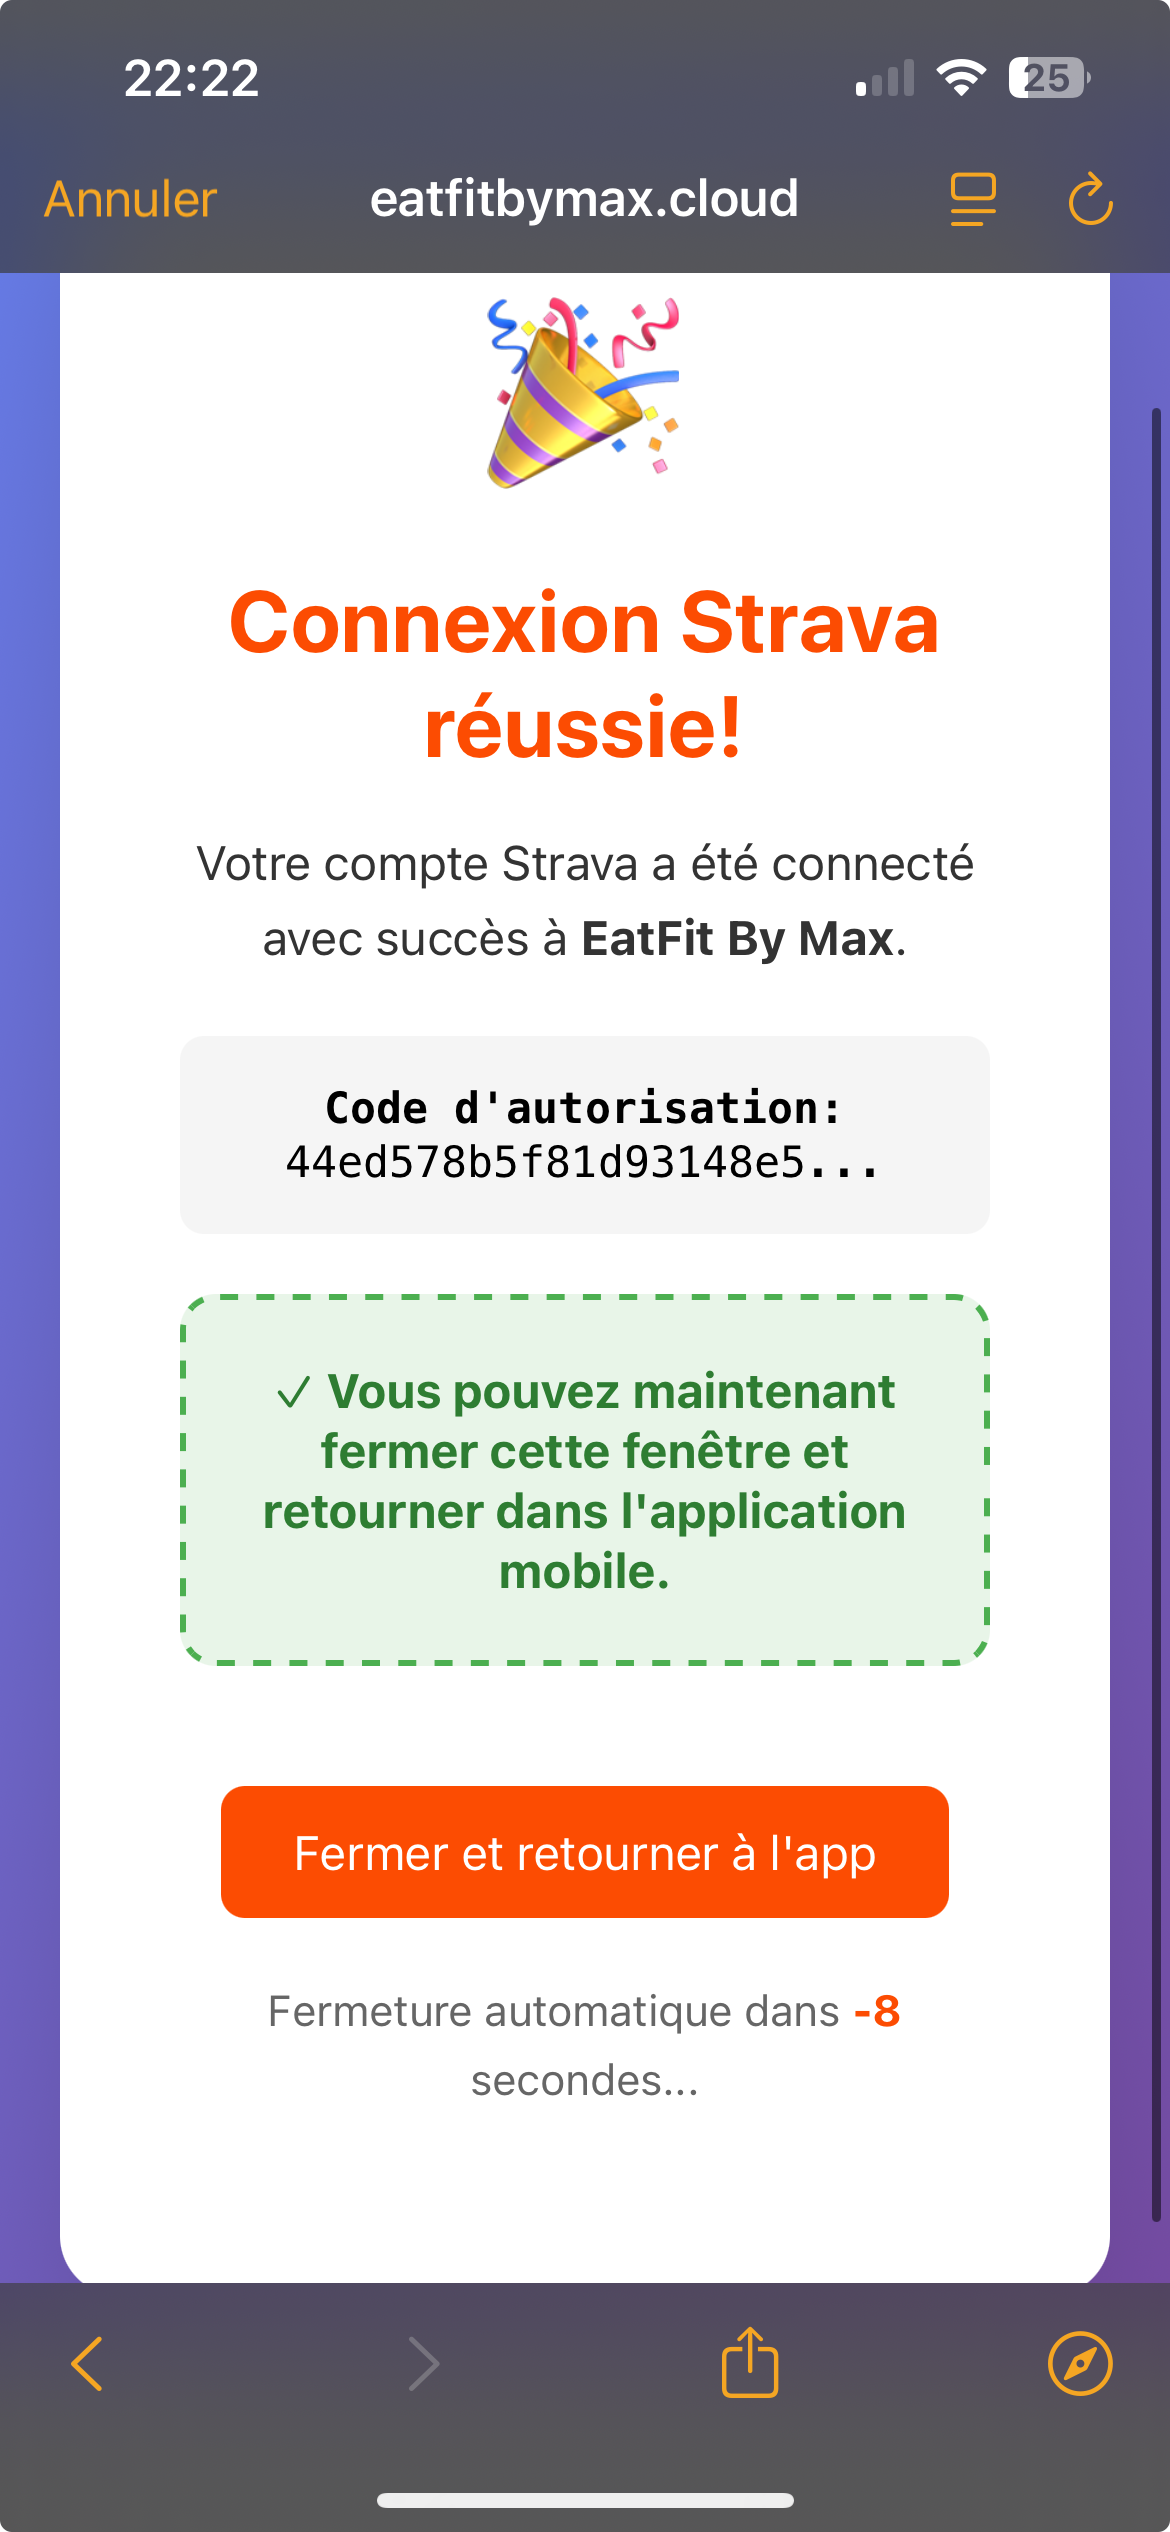 22:22
25
Annuler
eatfitbymax.cloud
Connexion Strava
réussie!
Votre compte Strava a été connecté
avec succès à EatFit By Max.
Code d'autorisation:
44ed578b5f81d93148e5...
✓ Vous pouvez maintenant
fermer cette fenêtre et
retourner dans l'application
mobile.
Fermer et retourner à l'app
Fermeture automatique dans -8
secondes...